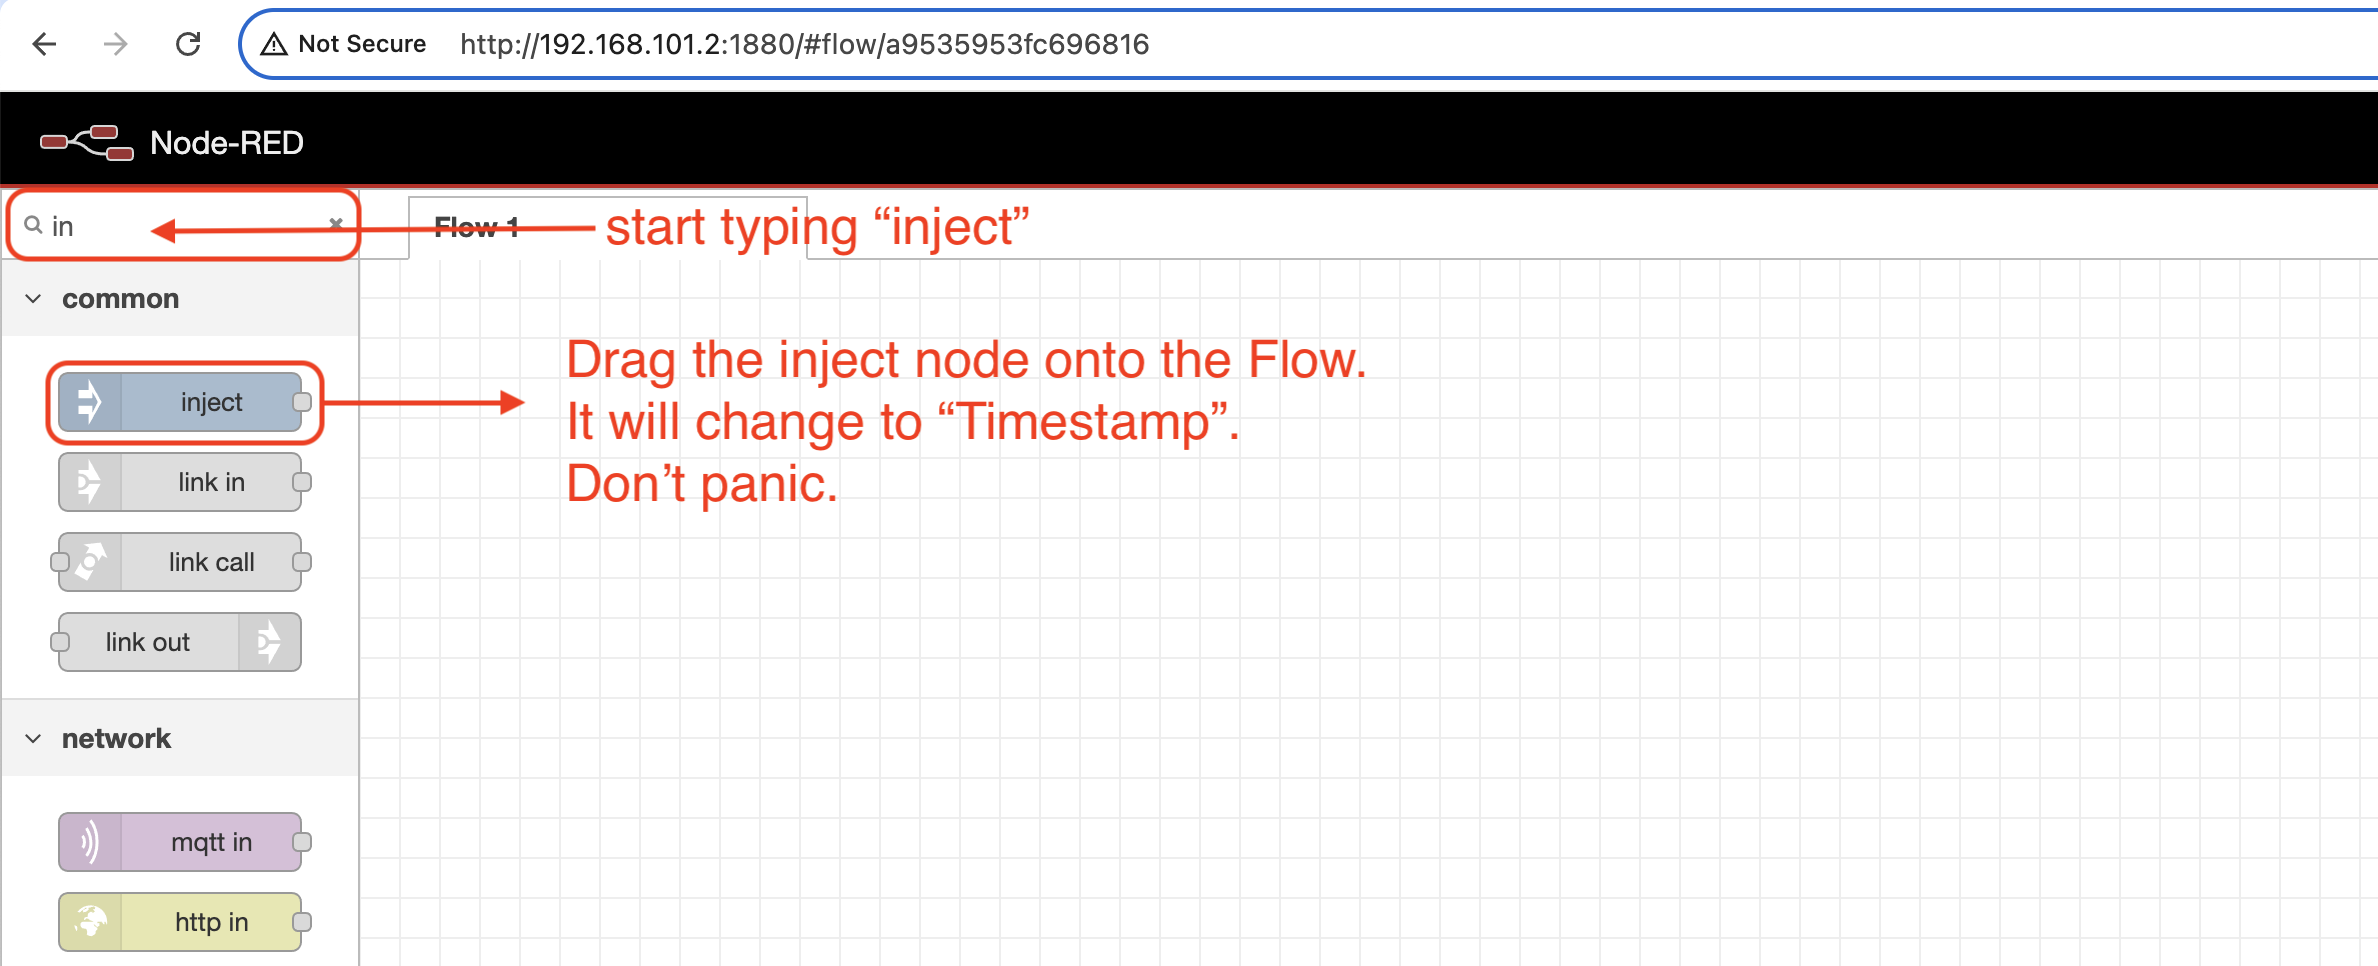 Not Secure http://192.168.101.2:1880/#flow/a9535953fc696816
Node-RED
in
Flow 1
start typing “inject”
common
Drag the inject node onto the Flow.
It will change to “Timestamp”.
Don’t panic.
inject
link in
link call
link out
network
mqtt in
http in